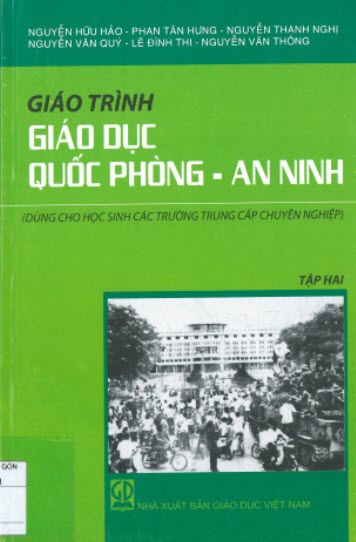 NGUYỄN HỮU HẢO - PHAN TÂN HƯNG - NGUYỄN THANH NGHỊ
NGUYỄN VĂN QUÝ - LÊ ĐÌNH THI - NGUYỄN VĂN THÔNG
GIÁO TRÌNH
GIÁO DỤC
QUỐC PHÒNG - AN NINH
(DÙNG CHO HỌC SINH CÁC TRƯỜNG TRUNG CẤP CHUYÊN NGHIỆP)
TẬP HAI
GÒN
GD
NHÀ XUẤT BẢN GIÁO DỤC VIỆT NAM